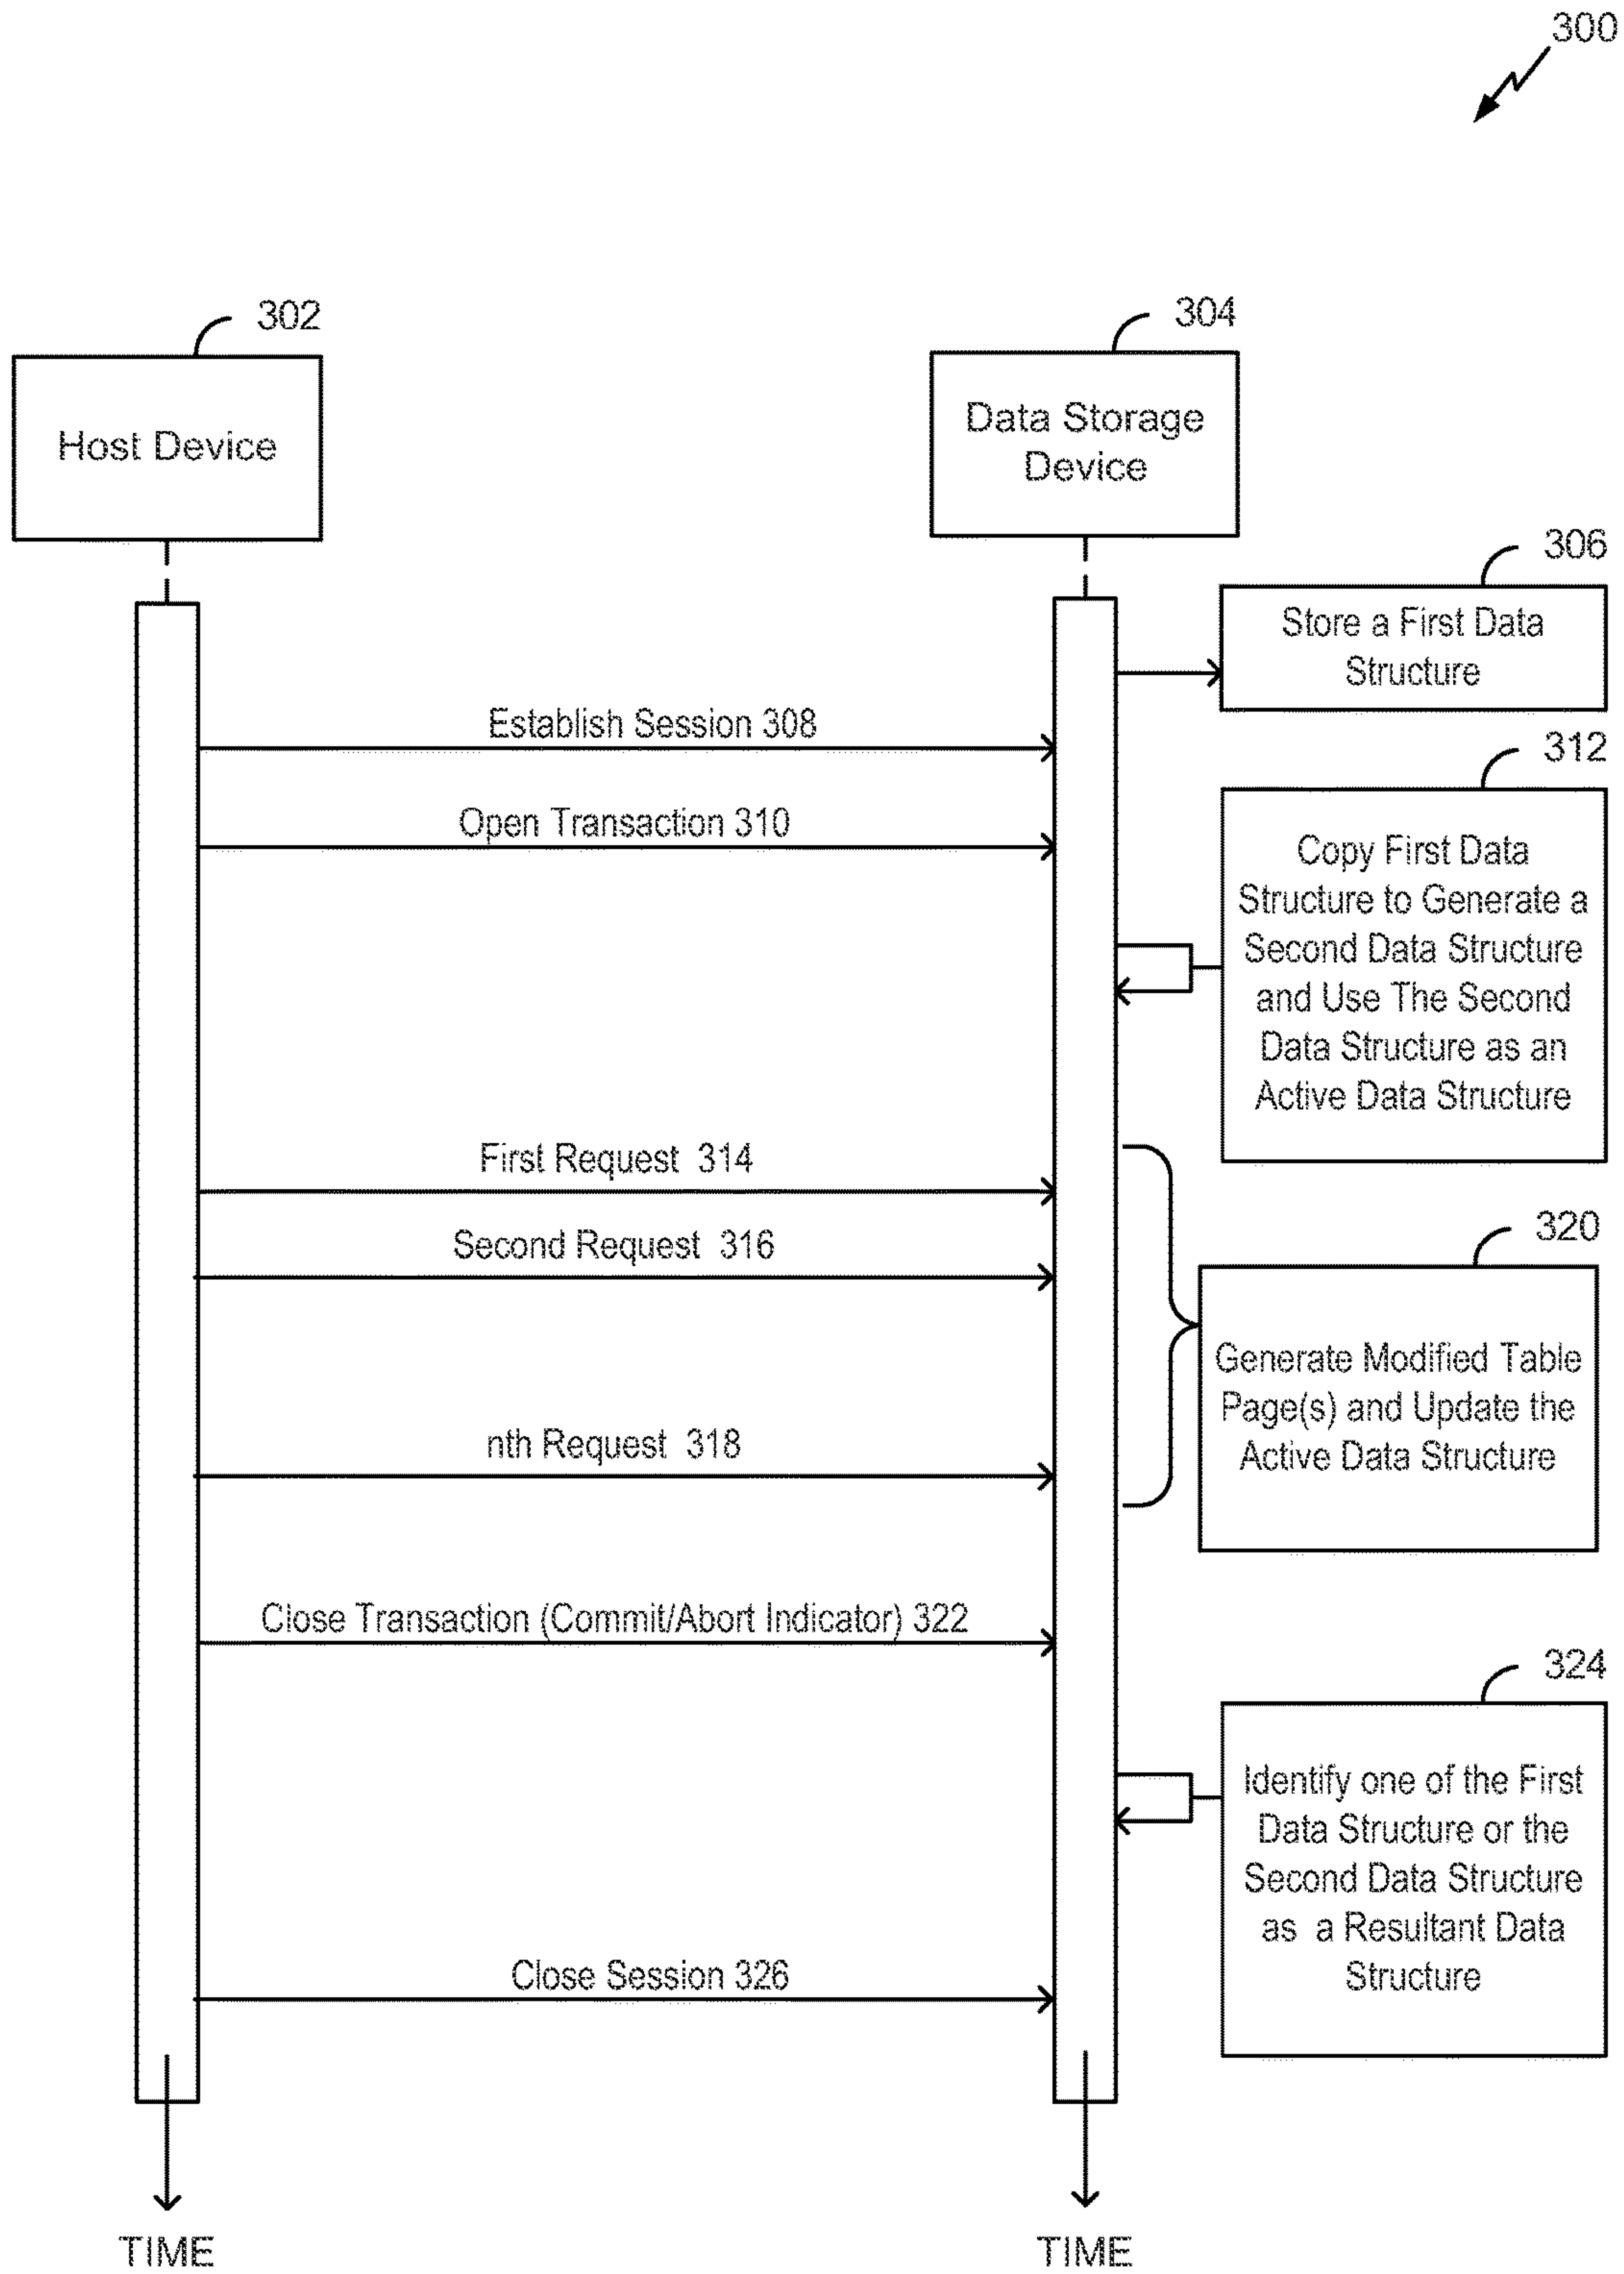 300
302
Host Device
304
Data Storage
Device
306
Store a First Data
Structure
Establish Session 308
Open Transaction 310
312
Copy First Data
Structure to Generate a
Second Data Structure
and Use The Second
Data Structure as an
Active Data Structure
First Request 314
Second Request 316
nth Request 318
320
Generate Modified Table
Page(s) and Update the
Active Data Structure
Close Transaction (Commit/Abort Indicator) 322
324
Identify one of the First
Data Structure or the
Second Data Structure
as a Resultant Data
Structure
Close Session 326
TIME
TIME